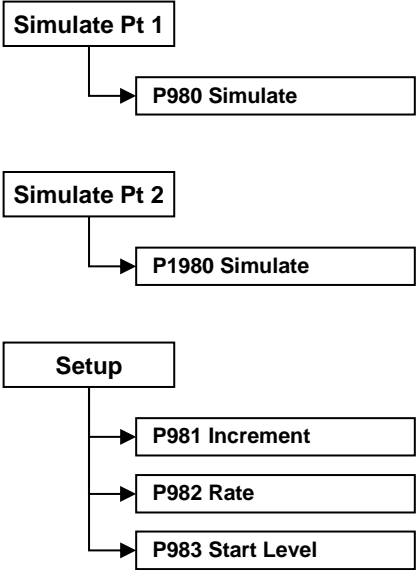 Simulate Pt 1
P980 Simulate
Simulate Pt 2
P1980 Simulate
Setup
P981 Increment
P982 Rate
P983 Start Level